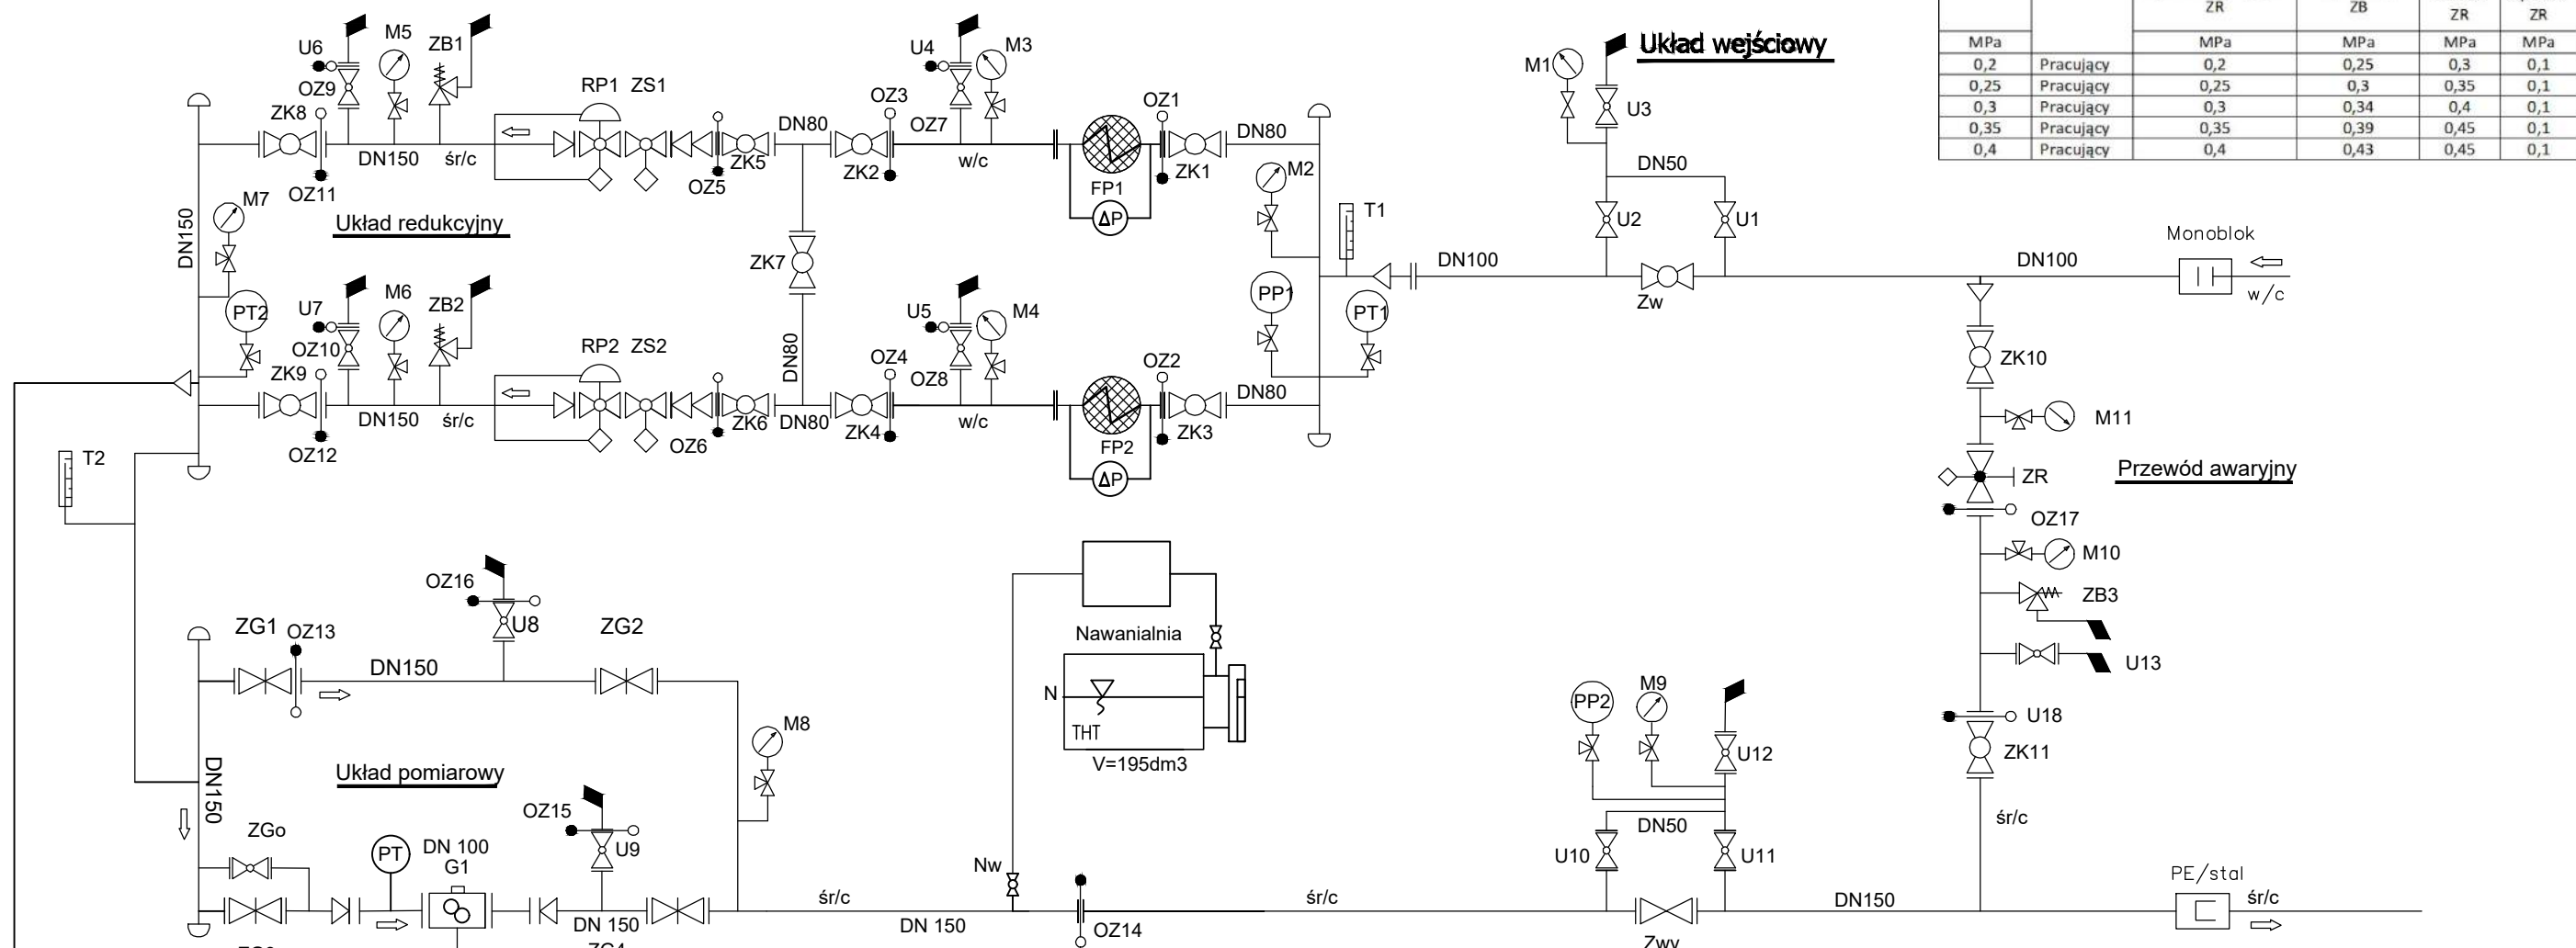 ZR
ZB
ZR
ZR
MPa
MPa
MPa
MPa
MPa
0,2 Pracujący 0,2 0,25 0,3 0,1
0,25 Pracujący 0,25 0,3 0,35 0,1
0,3 Pracujący 0,3 0,34 0,4 0,1
0,35 Pracujący 0,35 0,39 0,45 0,1
0,4 Pracujący 0,4 0,43 0,45 0,1
U6
M5
ZB1
OZ9
ZK8
OZ11
DN150
śr/c
RP1
ZS1
OZ5
ZK5
DN80
OZ3
ZK2
U4
M3
OZ7
w/c
FP1
ΔP
OZ1
ZK1
DN80
M2
M1
Układ wejściowy
U3
DN50
U2
U1
T1
DN100
Zw
Monoblok
DN100
w/c
M7
DN150
Układ redukcyjny
ZK7
PP1
PT1
PT2
U7
M6
ZB2
OZ10
ZK9
OZ12
DN150
śr/c
RP2
ZS2
OZ6
ZK6
DN80
DN80
OZ4
ZK4
U5
M4
OZ8
w/c
FP2
ΔP
OZ2
ZK3
DN80
ZK10
M11
ZR
Przewód awaryjny
OZ17
M10
ZB3
U13
U18
ZK11
śr/c
T2
OZ16
U8
ZG1
OZ13
DN150
ZG2
M8
Nawanialnia
N
THT
V=195dm3
PP2
M9
U12
DN50
U10
U11
Układ pomiarowy
DN150
ZGo
PT
DN 100
G1
OZ15
U9
DN 150
śr/c
DN 150
Nw
OZ14
śr/c
Zwy
DN150
PE/stal
śr/c